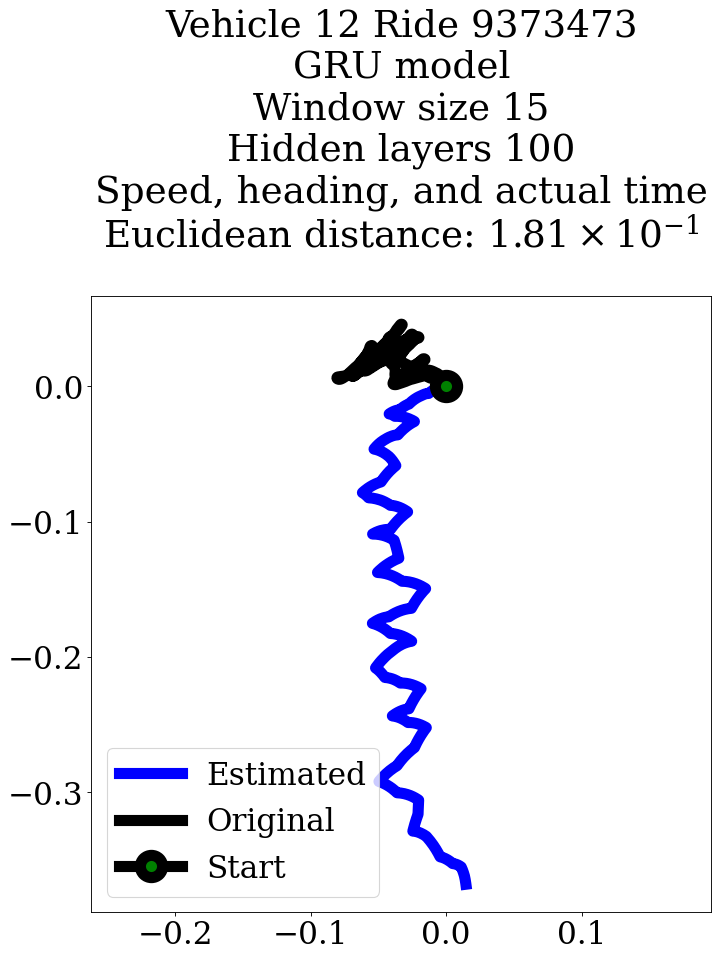 Vehicle 12 Ride 9373473
GRU model
Window size 15
Hidden layers 100
Speed, heading, and actual time
Euclidean distance: 1.81 × 10⁻¹
0.0
−0.1
−0.2
−0.3
Estimated
Original
Start
−0.2 −0.1 0.0 0.1